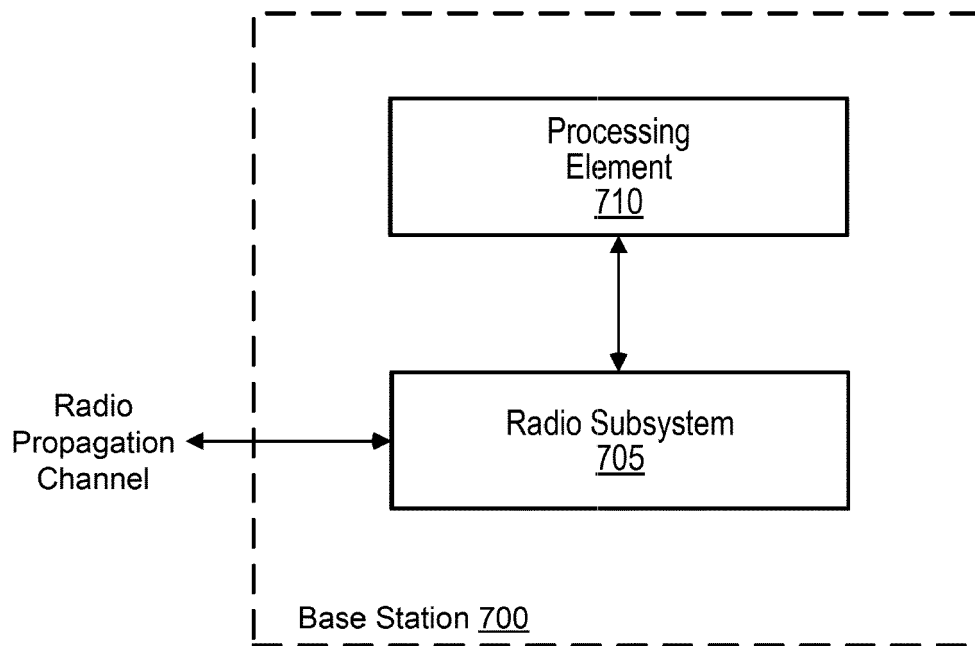 Processing
Element
710
Radio
Propagation
Channel
Radio Subsystem
705
Base Station 700